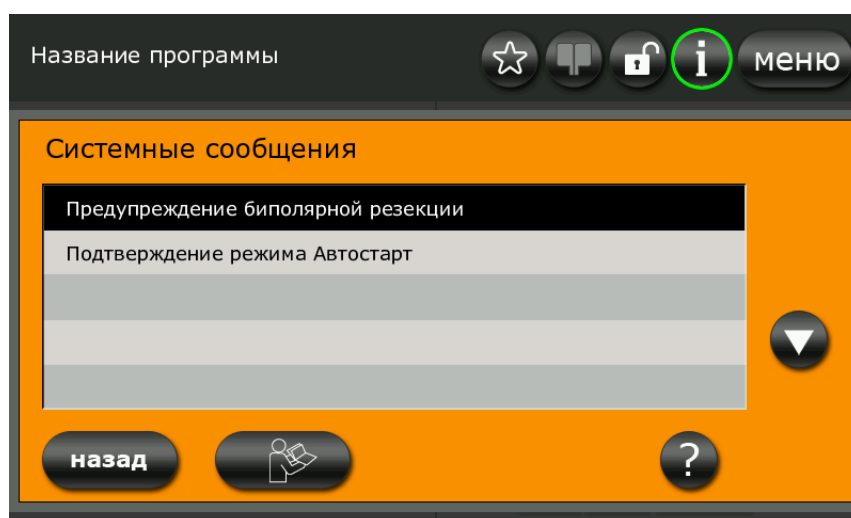 Название программы
i
меню
Системные сообщения
Предупреждение биполярной резекции
Подтверждение режима Автостарт
назад
?